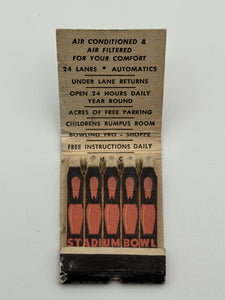 AIR CONDITIONED &
AIR FILTERED
FOR YOUR COMFORT
24 LANES • AUTOMATICS
UNDER LANE RETURNS
OPEN 24 HOURS DAILY
YEAR ROUND
ACRES OF FREE PARKING
CHILDRENS RUMPUS ROOM
BOWLING PRO - SHOPPE
FREE INSTRUCTIONS DAILY
STADIUM BOWL